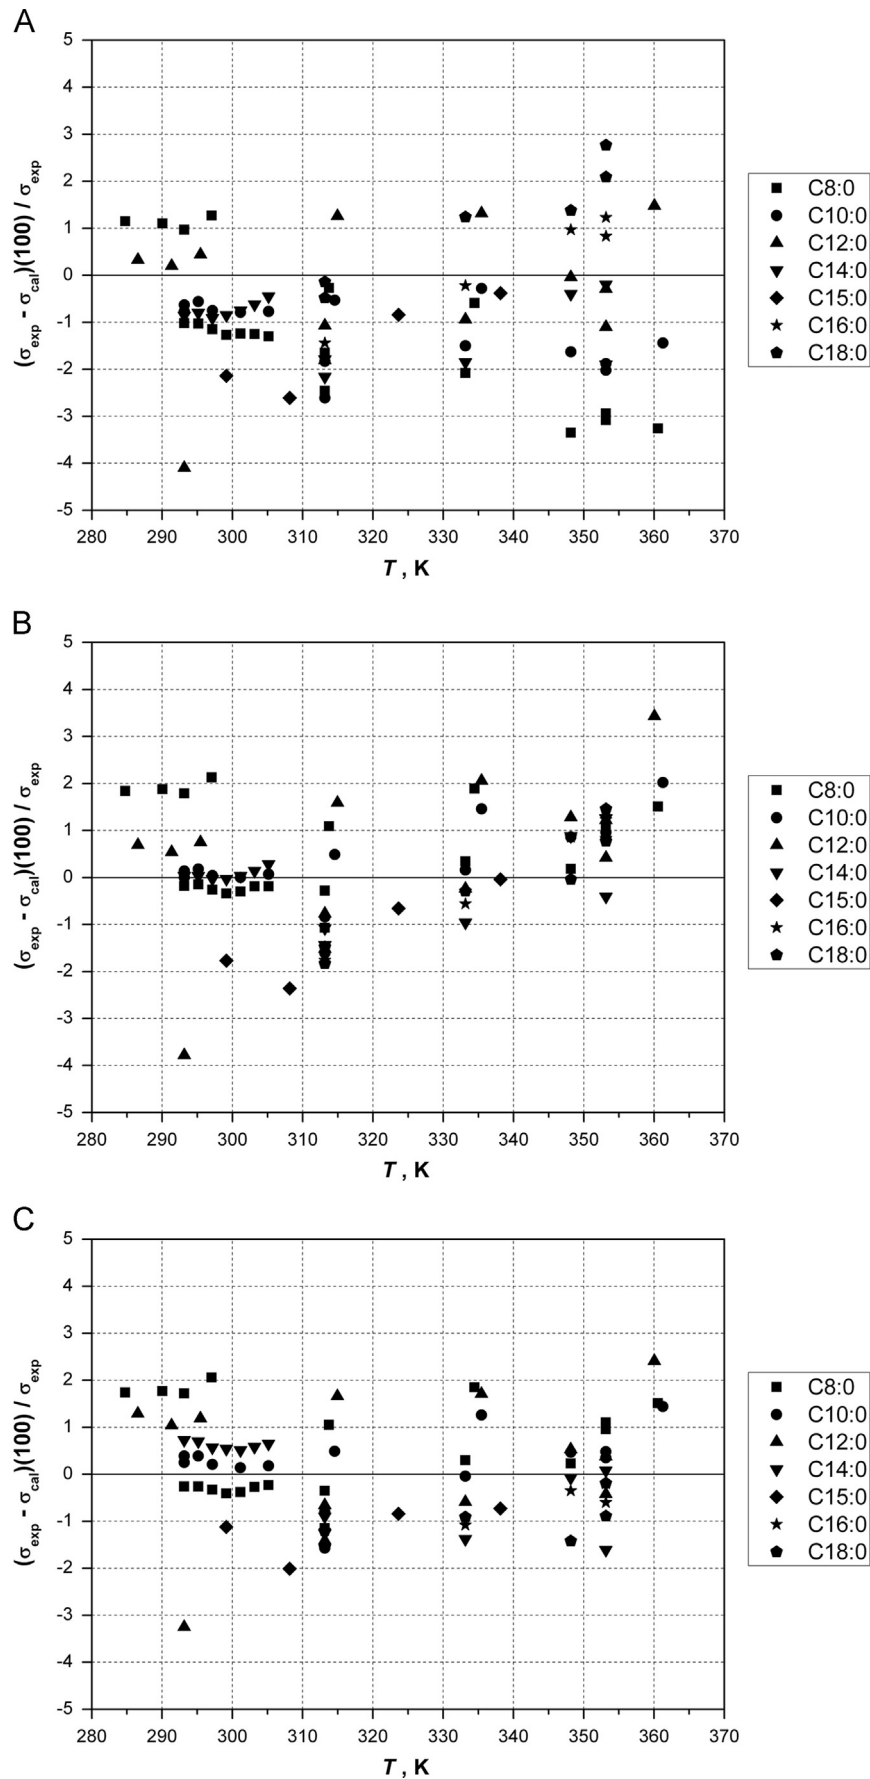 A
5
4
3
2
1
0
-1
-2
-3
-4
-5
(σexp - σcal)(100) / σexp
280 290 300 310 320 330 340 350 360 370
T , K
C8:0
C10:0
C12:0
C14:0
C15:0
C16:0
C18:0
B
5
4
3
2
1
0
-1
-2
-3
-4
-5
(σexp - σcal)(100) / σexp
280 290 300 310 320 330 340 350 360 370
T , K
C8:0
C10:0
C12:0
C14:0
C15:0
C16:0
C18:0
C
5
4
3
2
1
0
-1
-2
-3
-4
-5
(σexp - σcal)(100) / σexp
280 290 300 310 320 330 340 350 360 370
T , K
C8:0
C10:0
C12:0
C14:0
C15:0
C16:0
C18:0